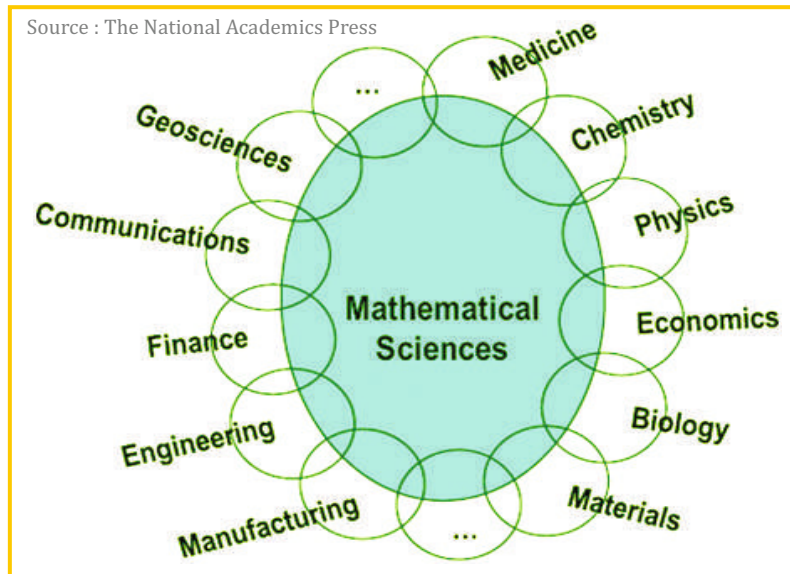 Source : The National Academics Press
...
Medicine
Chemistry
Geosciences
Physics
Communications
Mathematical
Sciences
Economics
Finance
Biology
Engineering
Materials
Manufacturing
...